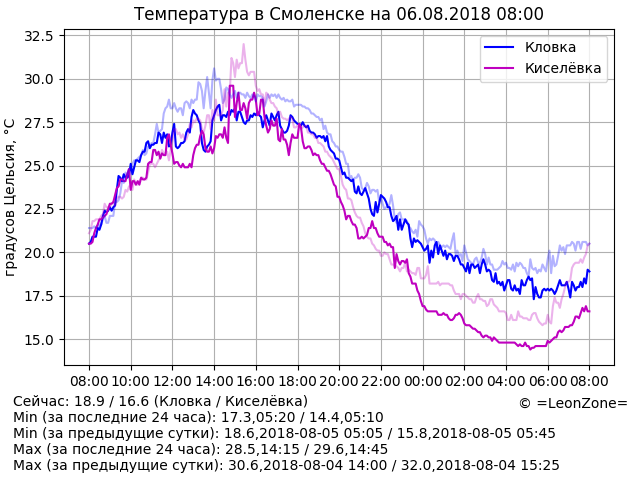 Температура в Смоленске на 06.08.2018 08:00
градусов Цельсия, °C
32.5
30.0
27.5
25.0
22.5
20.0
17.5
15.0
Кловка
Киселёвка
08:00 10:00 12:00 14:00 16:00 18:00 20:00 22:00 00:00 02:00 04:00 06:00 08:00
Сейчас: 18.9 / 16.6 (Кловка / Киселёвка)
© =LeonZone=
Min (за последние 24 часа): 17.3,05:20 / 14.4,05:10
Min (за предыдущие сутки): 18.6,2018-08-05 05:05 / 15.8,2018-08-05 05:45
Max (за последние 24 часа): 28.5,14:15 / 29.6,14:45
Max (за предыдущие сутки): 30.6,2018-08-04 14:00 / 32.0,2018-08-04 15:25